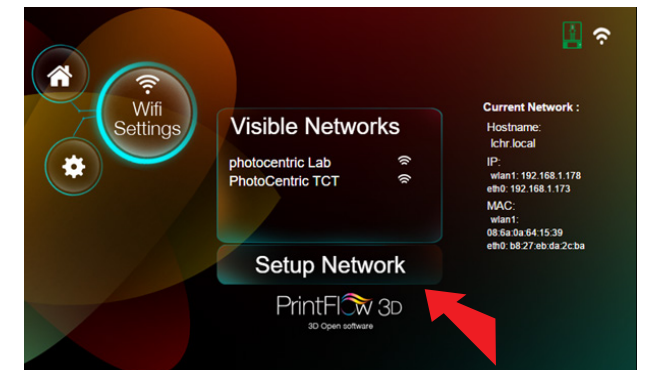 Wifi
Settings
Visible Networks
photocentric Lab
PhotoCentric TCT
Setup Network
PrintFlow 3D
3D Open software
Current Network :
Hostname:
lchr.local
IP:
wlan1: 192.168.1.178
eth0: 192.168.1.173
MAC:
wlan1:
08:6a:0a:64:15:39
eth0: b8:27:eb:da:2c:ba